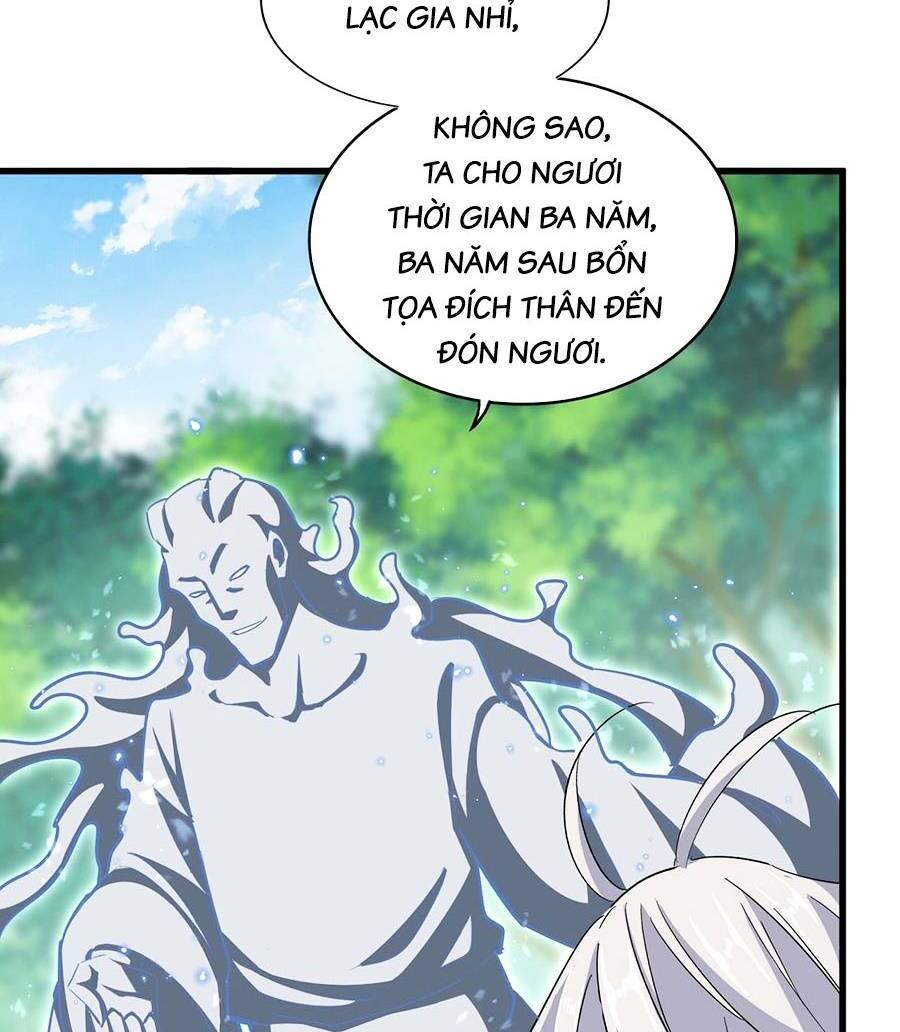 LẠC GIA NHỈ,
KHÔNG SAO,
TA CHO NGƯƠI
THỜI GIAN BA NĂM,
BA NĂM SAU BỔN
TỌA ĐÍCH THÂN ĐẾN
ĐÓN NGƯƠI.